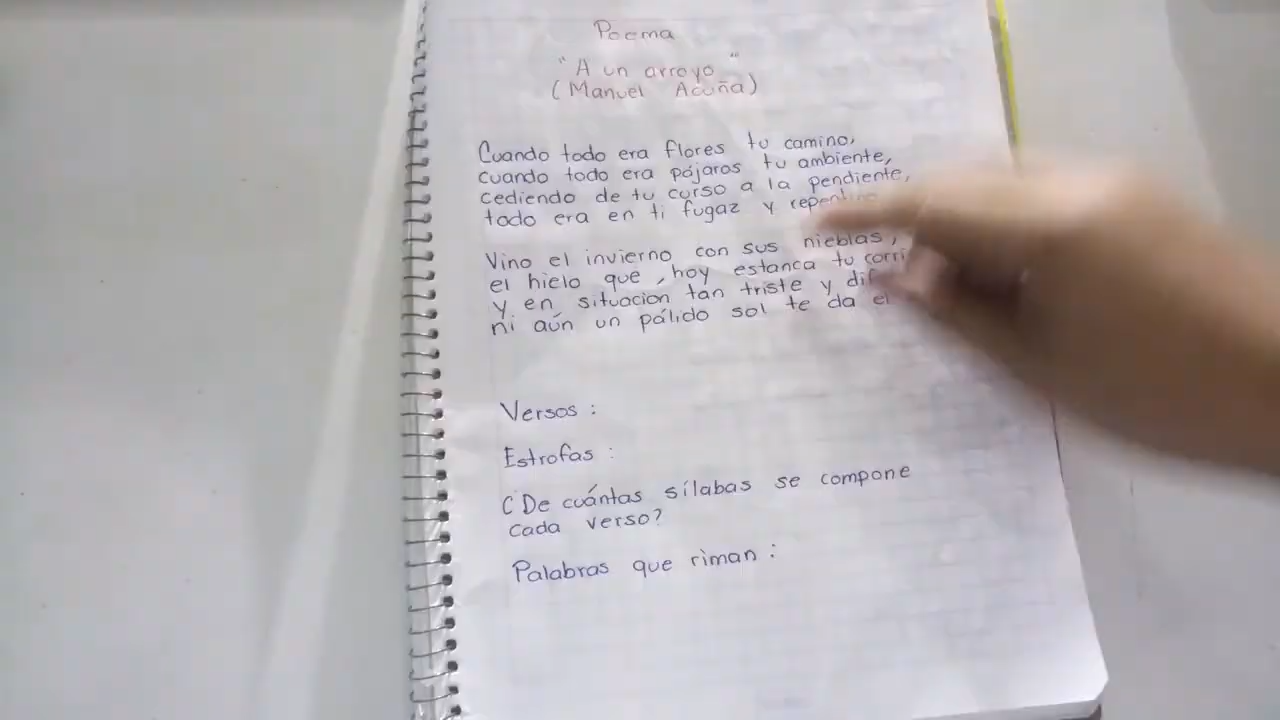 Poema
"A un arroyo"
(Manuel Acuña)
Cuando todo era flores tu camino,
cuando todo era pájaros tu ambiente,
cediendo de tu curso a la pendiente,
todo era en ti fugaz y
Vino el invierno con sus nieblas,
el hielo que, hoy estanca tu
y en situacion tan triste y
ni aún un pálido sol te da el
Versos :
Estrofas :
¿De cuántas sílabas se compone
cada verso?
Palabras que riman :